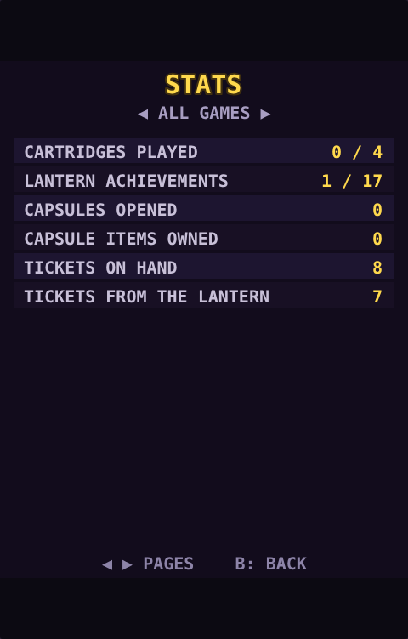 STATS
◀ ALL GAMES ▶
CARTRIDGES PLAYED 0 / 4
LANTERN ACHIEVEMENTS 1 / 17
CAPSULES OPENED 0
CAPSULE ITEMS OWNED 0
TICKETS ON HAND 8
TICKETS FROM THE LANTERN 7
◀ ▶ PAGES B: BACK